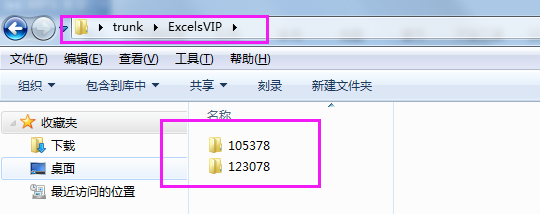 trunk ExcelsVIP
文件(F) 编辑(E) 查看(V) 工具(T) 帮助(H)
组织 包含到库中 共享 刻录 新建文件夹
收藏夹
下载
桌面
最近访问的位置
名称
105378
123078